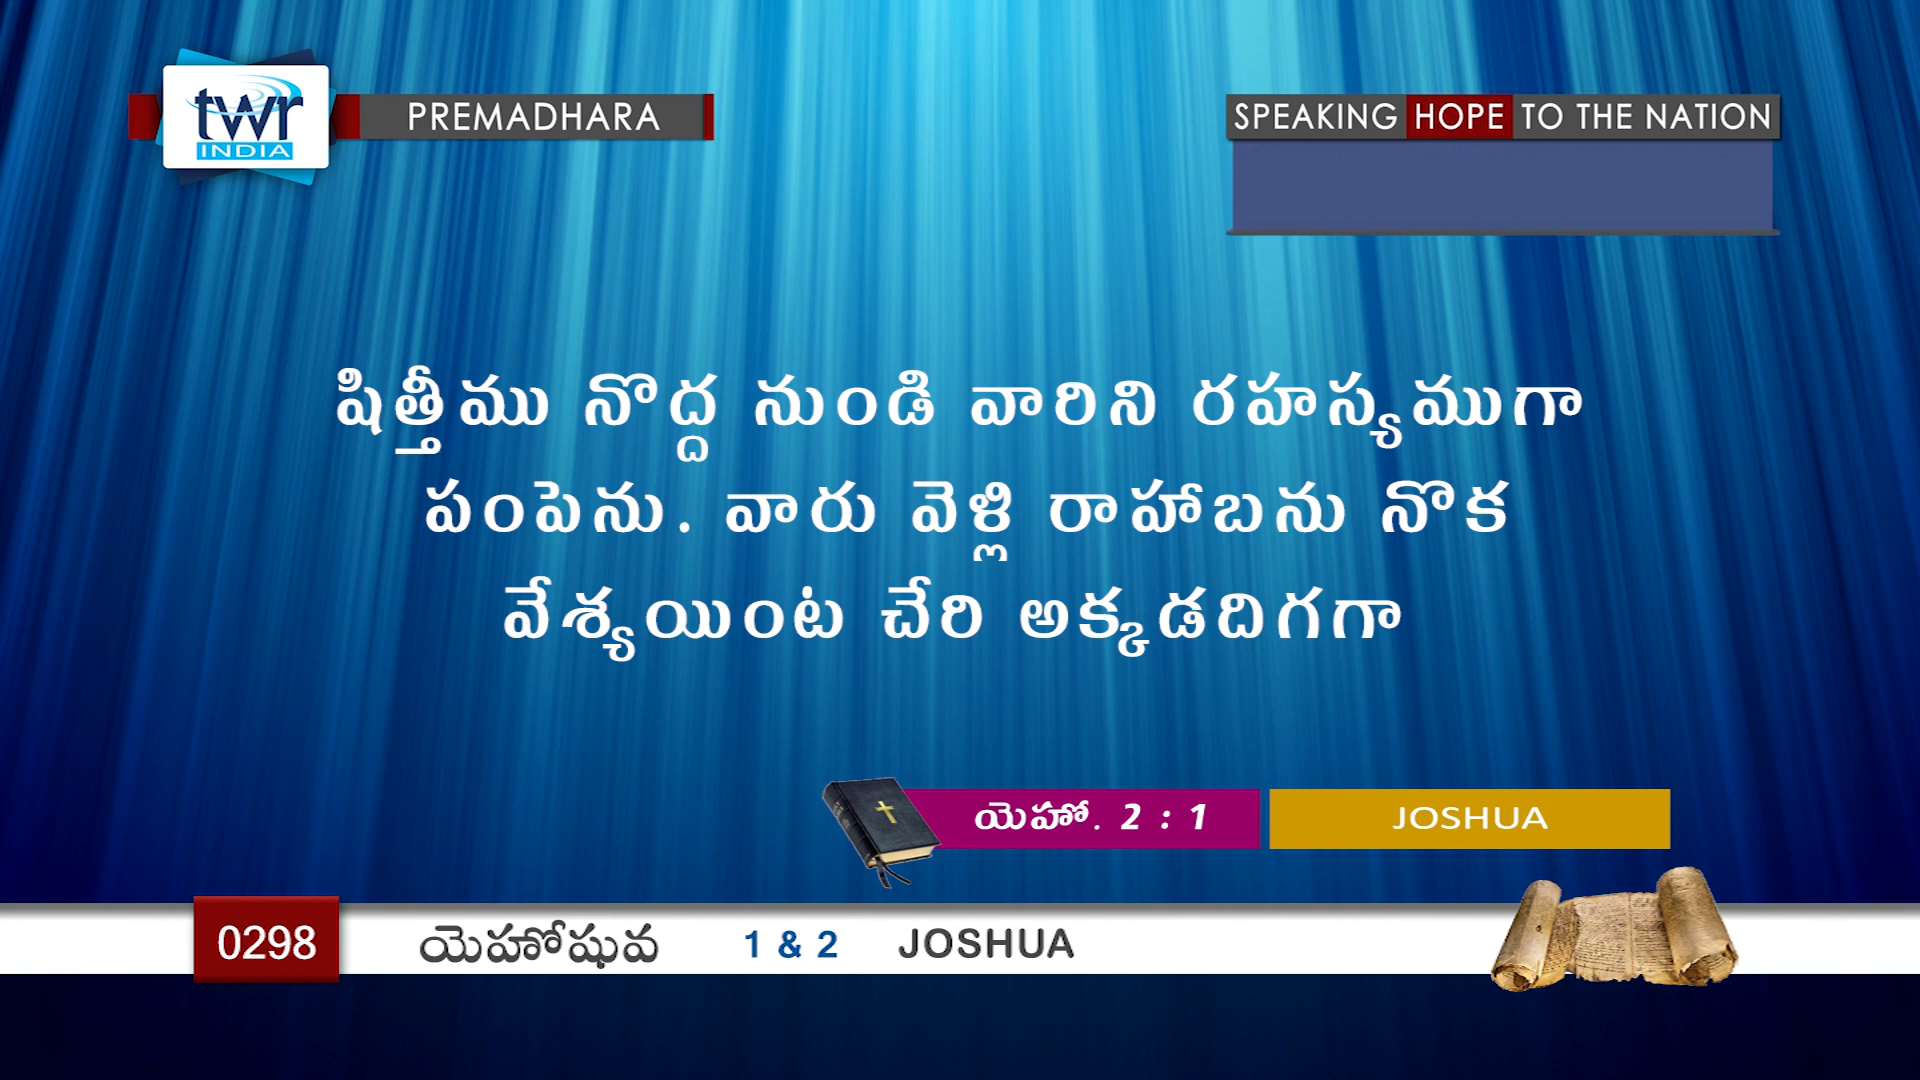 twr
INDIA
PREMADHARA
SPEAKING HOPE TO THE NATION
షిత్తీము నొద్ద నుండి వారిని రహస్యముగా
పంపెను. వారు వెళ్లి రాహాబను నొక
వేశ్యయింట చేరి అక్కడదిగగా
యెహో. 2 : 1
JOSHUA
0298
యెహోషువ 1 & 2 JOSHUA